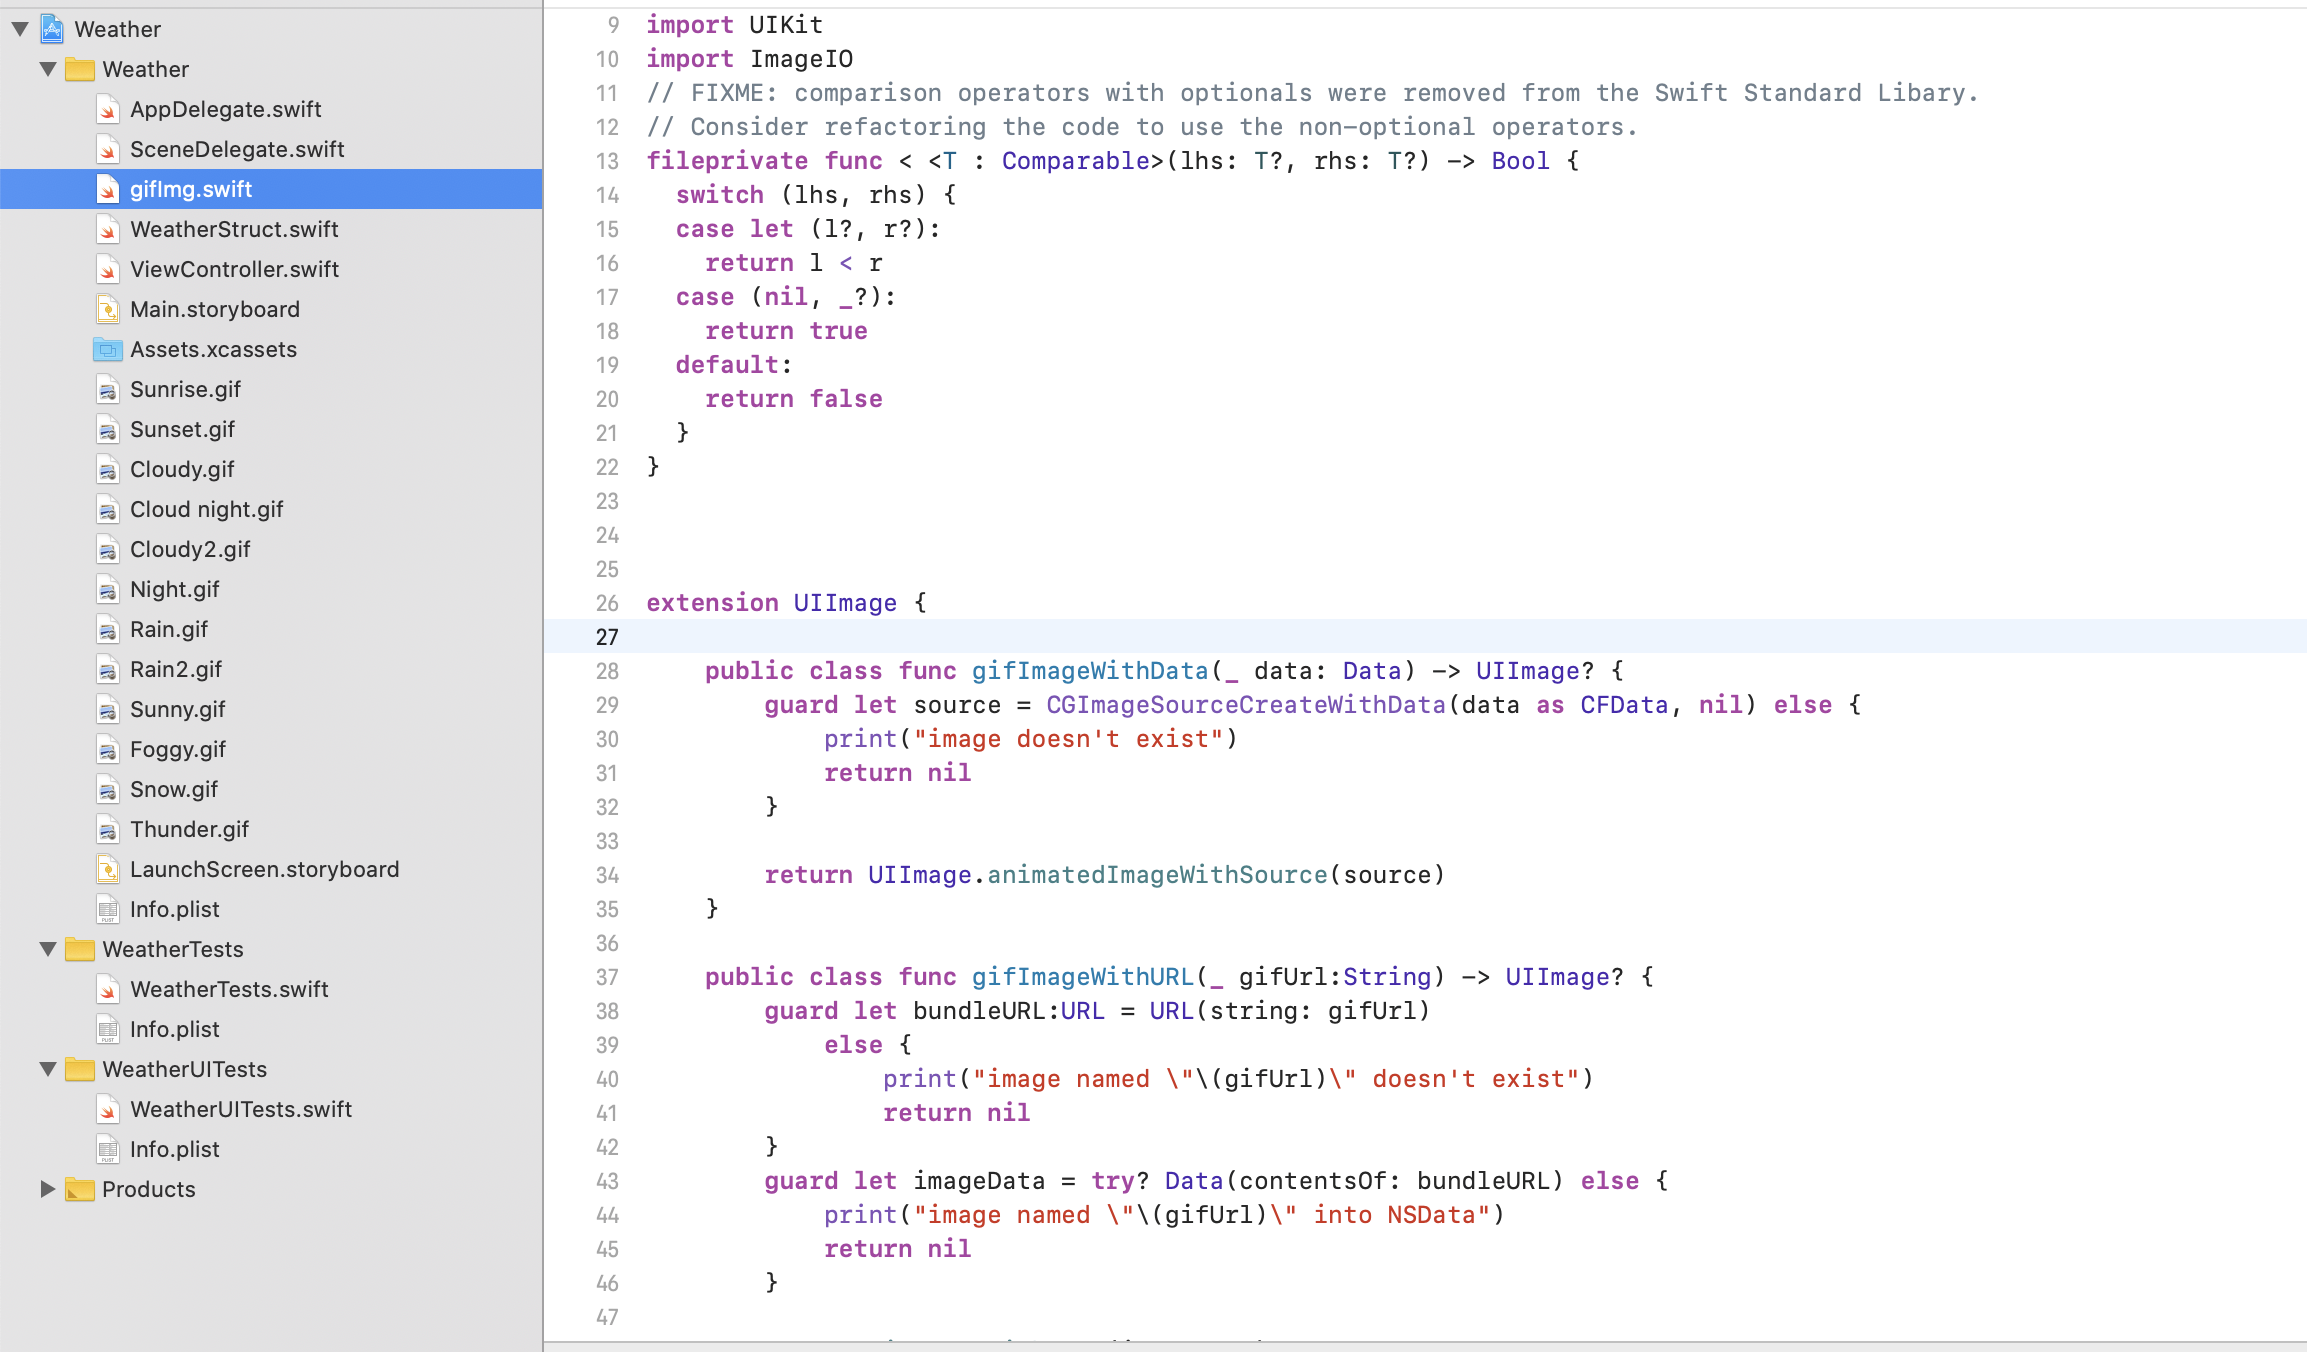 Weather
Weather
AppDelegate.swift
SceneDelegate.swift
gifImg.swift
WeatherStruct.swift
ViewController.swift
Main.storyboard
Assets.xcassets
Sunrise.gif
Sunset.gif
Cloudy.gif
Cloud night.gif
Cloudy2.gif
Night.gif
Rain.gif
Rain2.gif
Sunny.gif
Foggy.gif
Snow.gif
Thunder.gif
LaunchScreen.storyboard
Info.plist
WeatherTests
WeatherTests.swift
Info.plist
WeatherUITests
WeatherUITests.swift
Info.plist
Products
9 import UIKit
10 import ImageIO
11 // FIXME: comparison operators with optionals were removed from the Swift Standard Libary.
12 // Consider refactoring the code to use the non-optional operators.
13 fileprivate func < <T : Comparable>(lhs: T?, rhs: T?) -> Bool {
14 switch (lhs, rhs) {
15 case let (l?, r?):
16 return l < r
17 case (nil, _?):
18 return true
19 default:
20 return false
21 }
22 }
23
24
25
26 extension UIImage {
27
28 public class func gifImageWithData(_ data: Data) -> UIImage? {
29 guard let source = CGImageSourceCreateWithData(data as CFData, nil) else {
30 print("image doesn't exist")
31 return nil
32 }
33
34 return UIImage.animatedImageWithSource(source)
35 }
36
37 public class func gifImageWithURL(_ gifUrl:String) -> UIImage? {
38 guard let bundleURL:URL = URL(string: gifUrl)
39 else {
40 print("image named \"\(gifUrl)\" doesn't exist")
41 return nil
42 }
43 guard let imageData = try? Data(contentsOf: bundleURL) else {
44 print("image named \"\(gifUrl)\" into NSData")
45 return nil
46 }
47